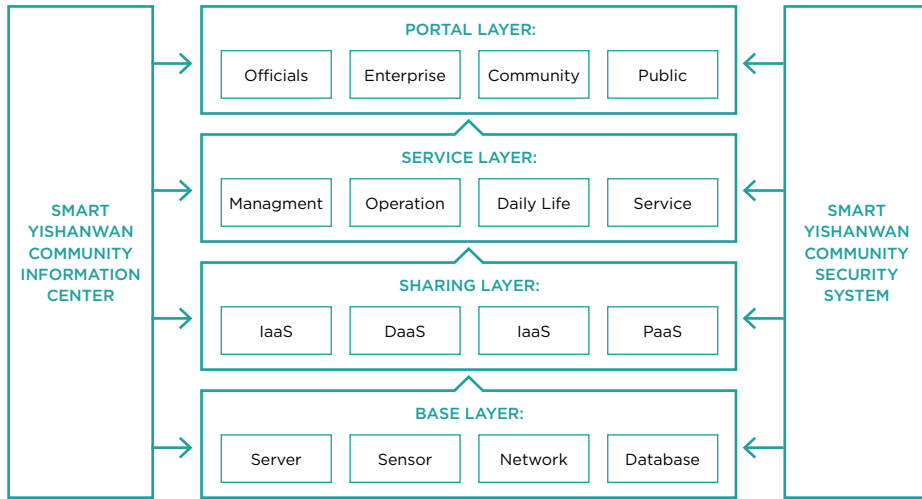 SMART
YISHANWAN
COMMUNITY
INFORMATION
CENTER
PORTAL LAYER:
Officials
Enterprise
Community
Public
SERVICE LAYER:
Managment
Operation
Daily Life
Service
SHARING LAYER:
IaaS
DaaS
IaaS
PaaS
BASE LAYER:
Server
Sensor
Network
Database
SMART
YISHANWAN
COMMUNITY
SECURITY
SYSTEM